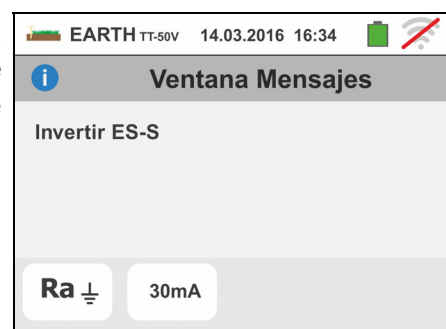 EARTH TT-50V 14.03.2016 16:34
Ventana Mensajes
Invertir ES-S
Ra 30mA